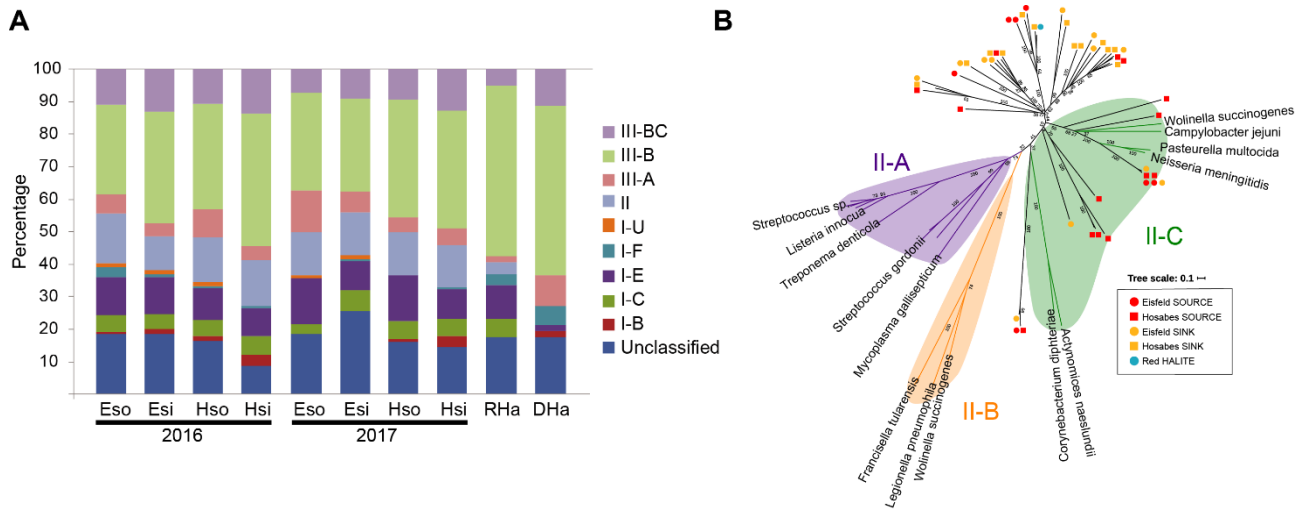 A
Percentage
100
90
80
70
60
50
40
30
20
10
Eso Esi Hso Hsi Eso Esi Hso Hsi RHa DHa
2016 2017
III-BC
III-B
III-A
II
I-U
I-F
I-E
I-C
I-B
Unclassified
B
Wolinella succinogenes
Campylobacter jejuni
Pasteurella multocida
Neisseria meningitidis
II-A
Streptococcus sp.
Listeria innocua
Treponema denticola
Streptococcus gordonii
Mycoplasma gallisepticum
II-B
Francisella tularensis
Legionella pneumophila
Wolinella succinogenes
II-C
Corynebacterium diphteriae
Actynomices naeslundii
Tree scale: 0.1
Eisfeld SOURCE
Hosabes SOURCE
Eisfeld SINK
Hosabes SINK
Red HALITE